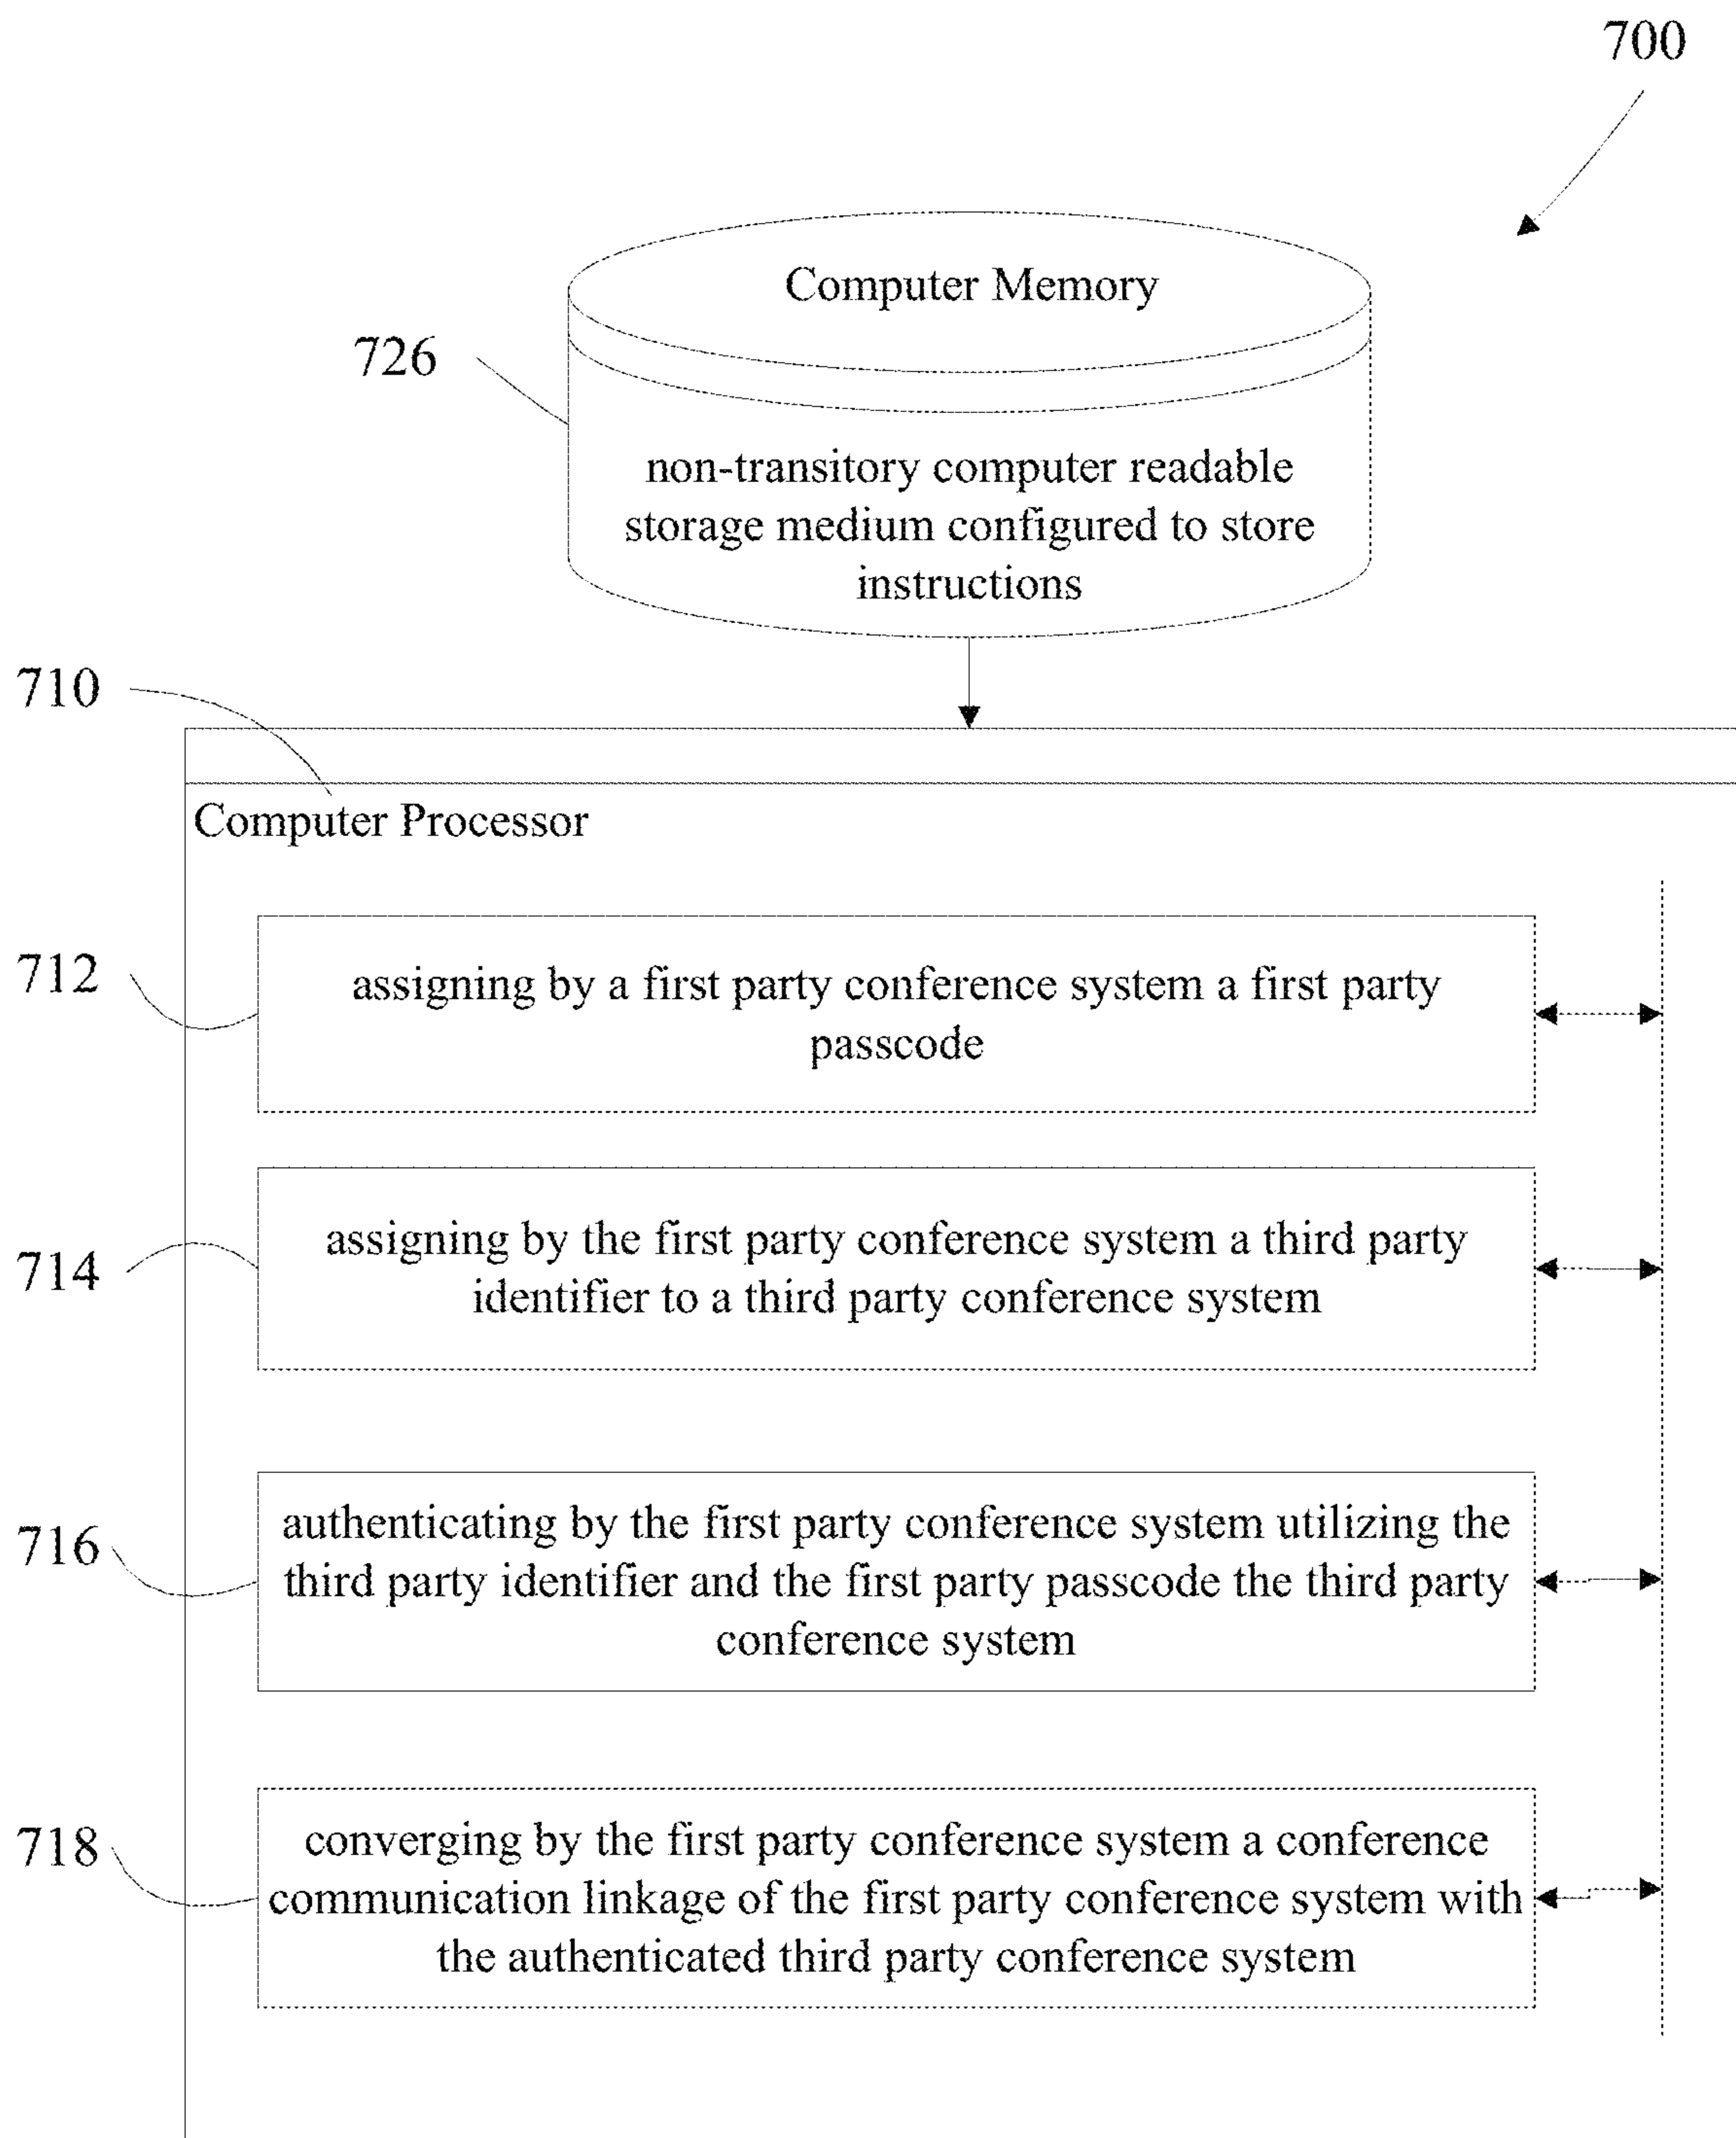 700
Computer Memory
726
non-transitory computer readable
storage medium configured to store
instructions
710
Computer Processor
712
assigning by a first party conference system a first party
passcode
714
assigning by the first party conference system a third party
identifier to a third party conference system
716
authenticating by the first party conference system utilizing the
third party identifier and the first party passcode the third party
conference system
718
converging by the first party conference system a conference
communication linkage of the first party conference system with
the authenticated third party conference system